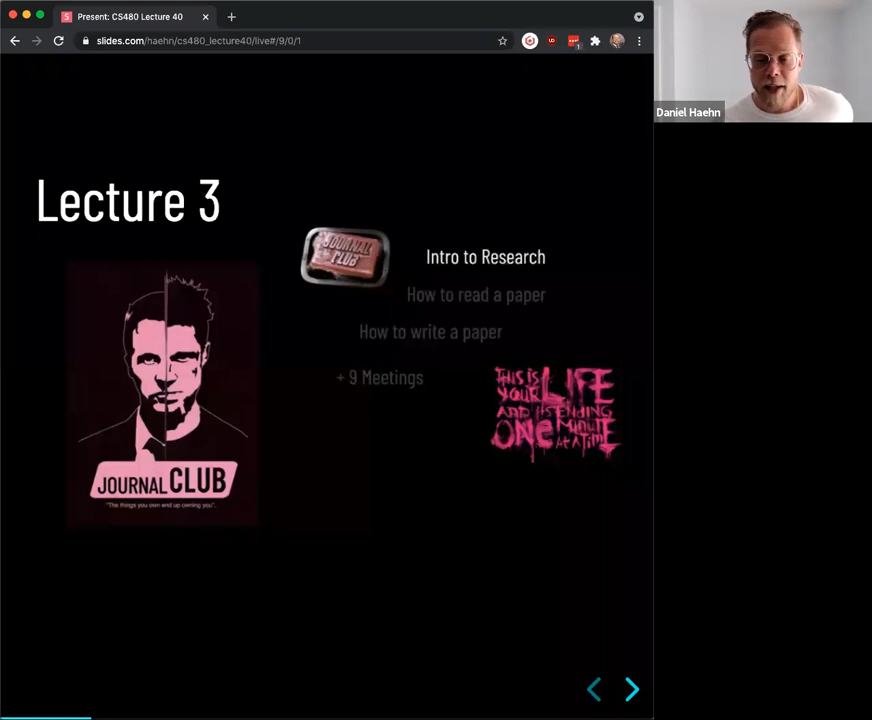 Present: CS480 Lecture 40
slides.com/haehn/cs480_lecture40/live#/9/0/1
Daniel Haehn
Lecture 3
JOURNAL
CLUB
Intro to Research
How to read a paper
How to write a paper
+ 9 Meetings
THIS IS
YOUR LIFE
AND ITS ENDING
ONE MINUTE
AT A TIME
JOURNAL CLUB
"The things you own end up owning you".